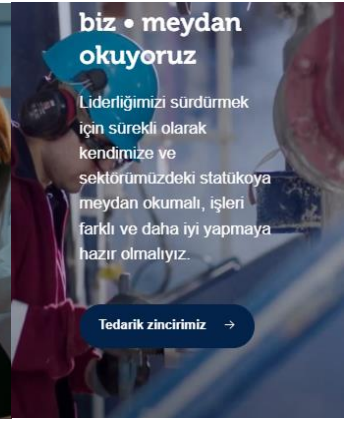 biz • meydan
okuyoruz
Liderliğimizi sürdürmek
için sürekli olarak
kendimize ve
sektörümüzdeki statükoya
meydan okumalı, işleri
farklı ve daha iyi yapmaya
hazır olmalıyız.
Tedarik zincirimiz →